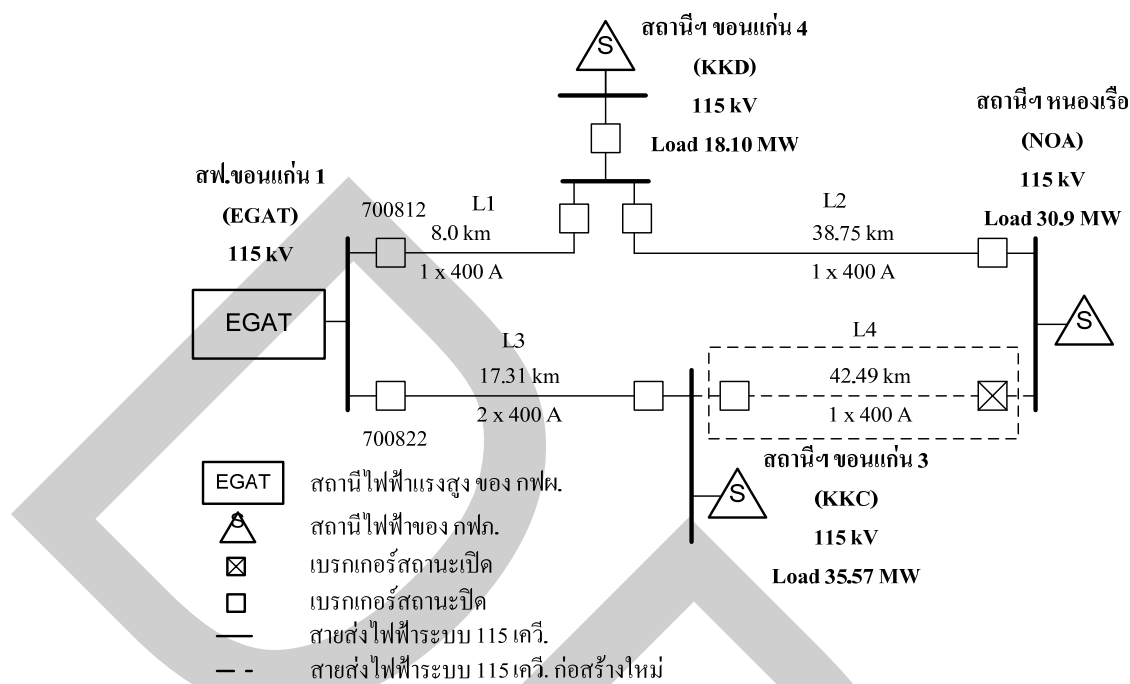 สถานีฯ ขอนแก่น 4
(KKD)
115 kV
Load 18.10 MW
S
สถานีฯ หนองเรือ
(NOA)
115 kV
Load 30.9 MW
สฟ.ขอนแก่น 1
(EGAT)
115 kV
700812
L1
8.0 km
1 x 400 A
L2
38.75 km
1 x 400 A
EGAT
S
L3
17.31 km
2 x 400 A
700822
L4
42.49 km
1 x 400 A
สถานีฯ ขอนแก่น 3
(KKC)
115 kV
Load 35.57 MW
S
EGAT
สถานีไฟฟ้าแรงสูง ของ กฟผ.
S
สถานีไฟฟ้าของ กฟภ.
เบรกเกอร์สถานะเปิด
เบรกเกอร์สถานะปิด
สายส่งไฟฟ้าระบบ 115 เควี.
สายส่งไฟฟ้าระบบ 115 เควี. ก่อสร้างใหม่